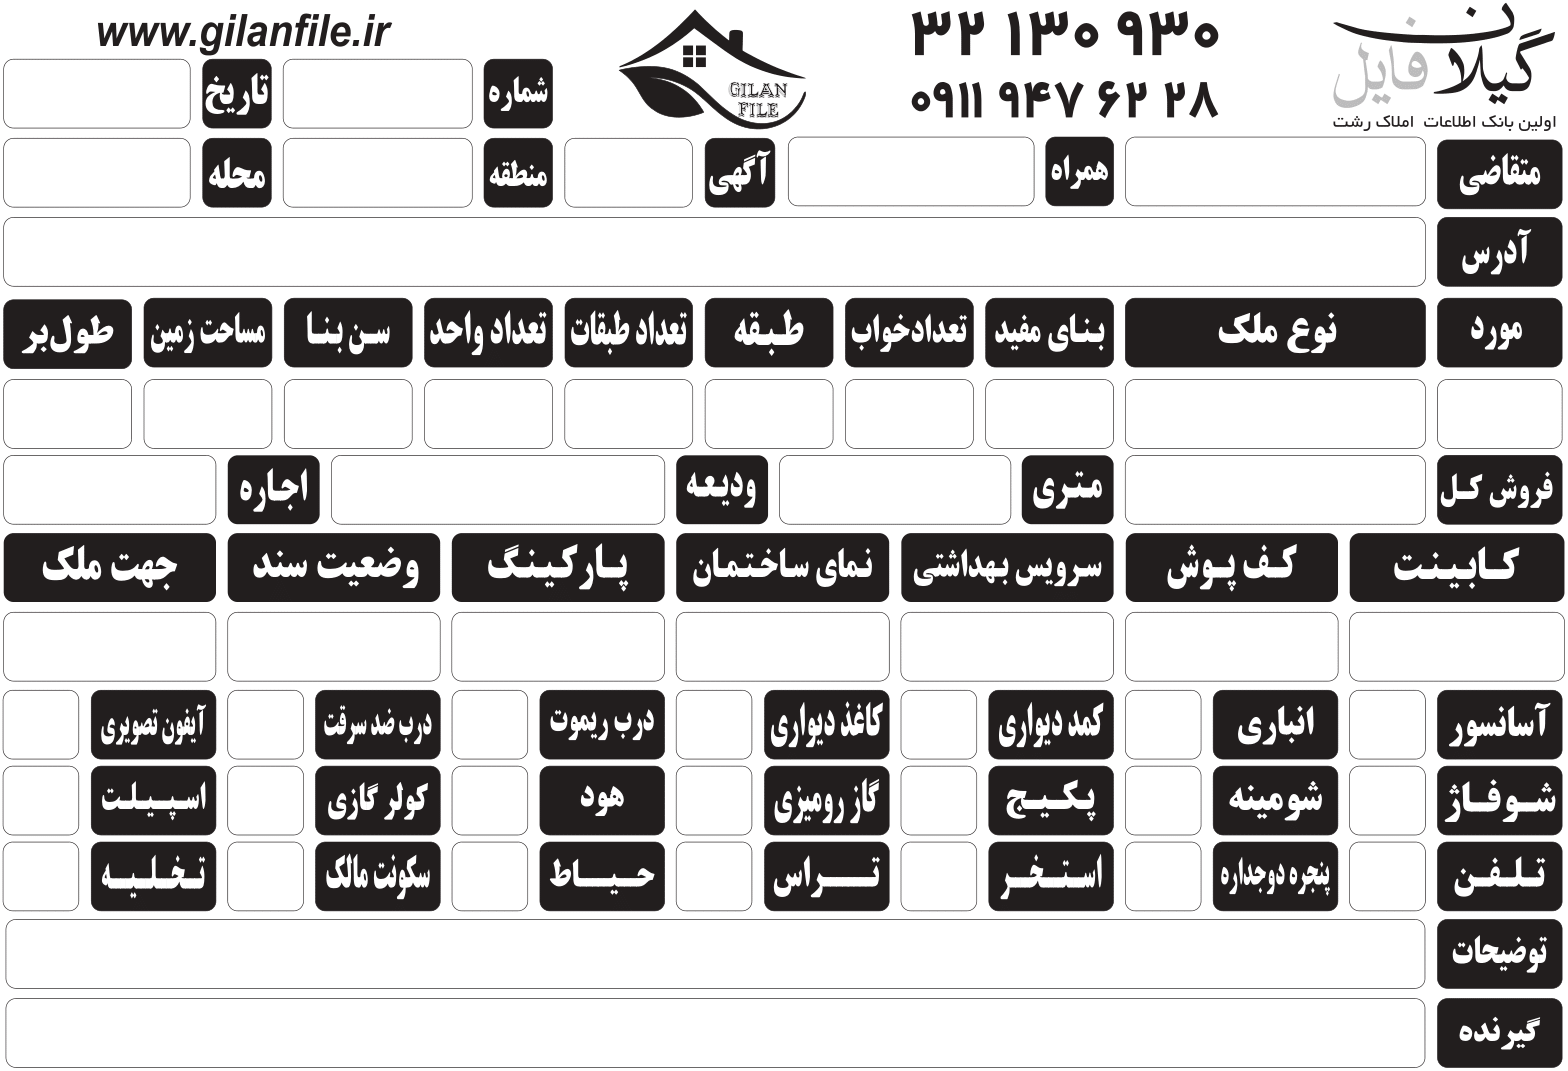 گیلان فایل
اولین بانک اطلاعات املاک رشت
۳۲ ۱۳۰ ۹۳۰
۰۹۱۱ ۹۴۷ ۶۲ ۲۸
GILAN
FILE
www.gilanfile.ir
شماره تاریخ
متقاضی همراه آگهی منطقه محله
آدرس
مورد نوع ملک بنای مفید تعدادخواب طبقه تعداد طبقات تعداد واحد سن بنا مساحت زمین طول‌بر
فروش کل متری ودیعه اجاره
کابینت کف پوش سرویس بهداشتی نمای ساختمان پارکینگ وضعیت سند جهت ملک
آسانسور انباری کمد دیواری کاغذ دیواری درب ریموت درب ضد سرقت آیفون تصویری
شوفاژ شومینه پکیج گاز رومیزی هود کولر گازی اسپیلت
تلفن پنجره دوجداره استخر تراس حیاط سکونت مالک تخلیه
توضیحات
گیرنده